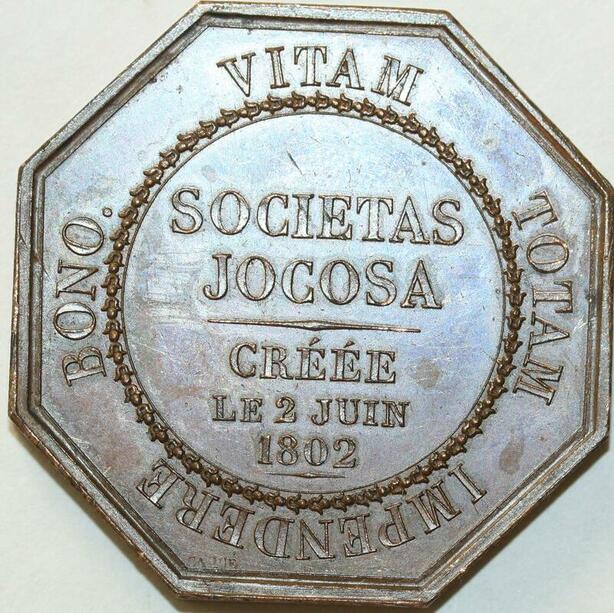 VITAM TOTAM IMPENDERE BONO.
SOCIETAS
JOCOSA
CRÉÉE
LE 2 JUIN
1802